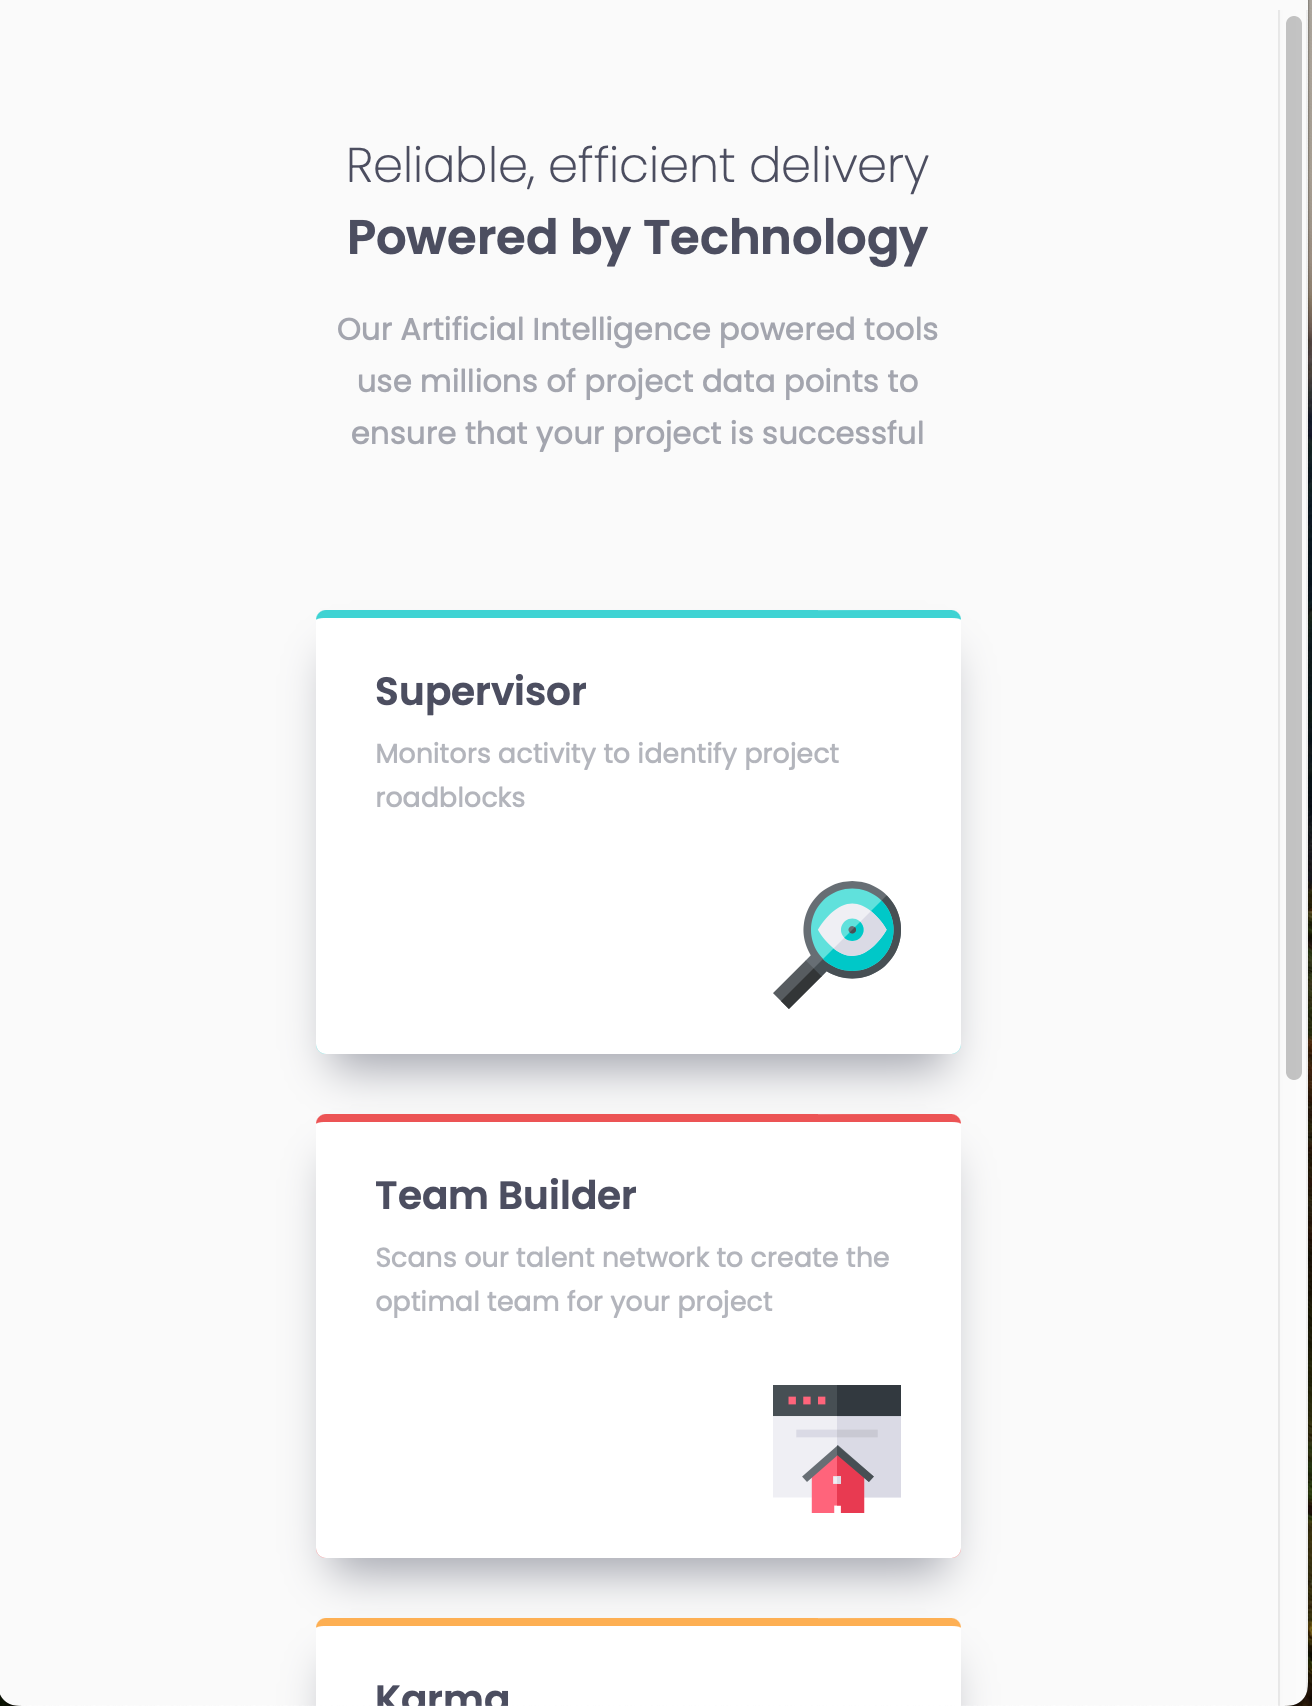 Reliable, efficient delivery
Powered by Technology
Our Artificial Intelligence powered tools
use millions of project data points to
ensure that your project is successful
Supervisor
Monitors activity to identify project
roadblocks
Team Builder
Scans our talent network to create the
optimal team for your project
Karma